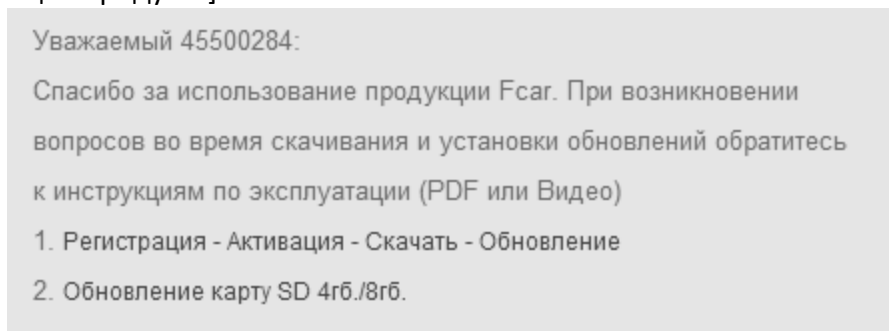 Уважаемый 45500284:
Спасибо за использование продукции Fcar. При возникновении
вопросов во время скачивания и установки обновлений обратитесь
к инструкциям по эксплуатации (PDF или Видео)
1. Регистрация - Активация - Скачать - Обновление
2. Обновление карту SD 4гб./8гб.